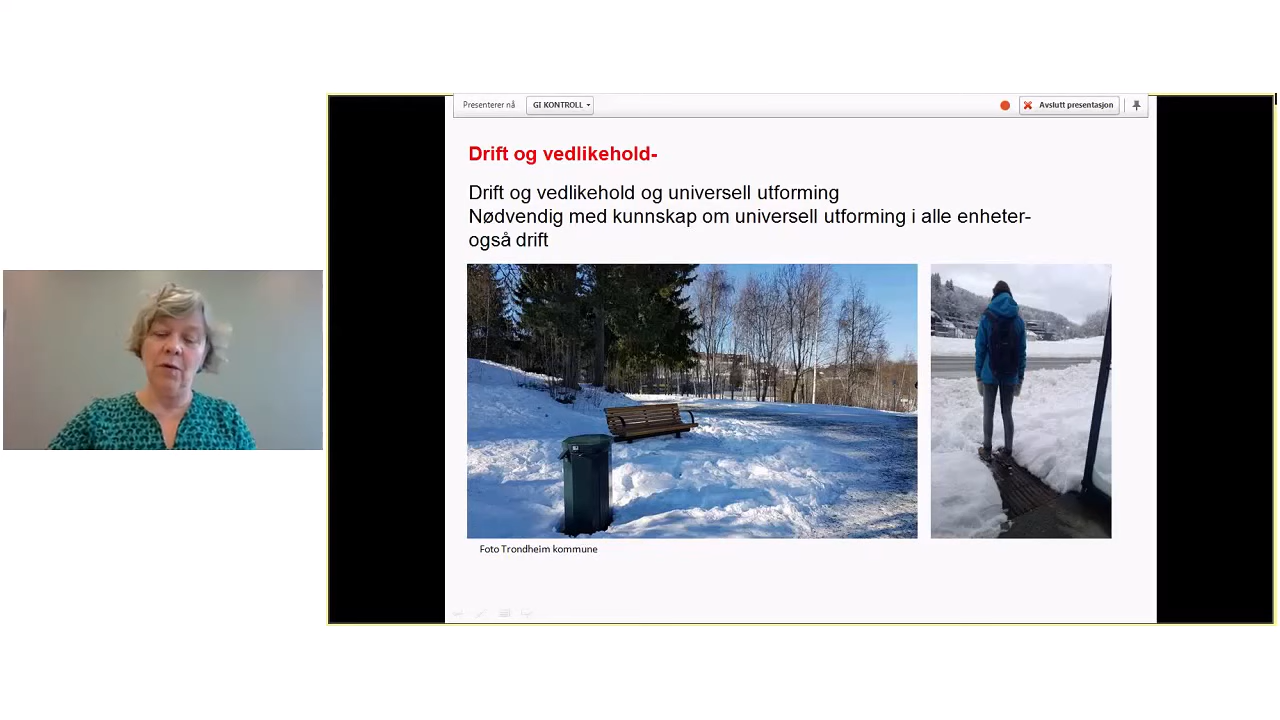 Presenterer nå
GI KONTROLL
Avslutt presentasjon
Drift og vedlikehold-
Drift og vedlikehold og universell utforming
Nødvendig med kunnskap om universell utforming i alle enheter-
også drift
Foto Trondheim kommune